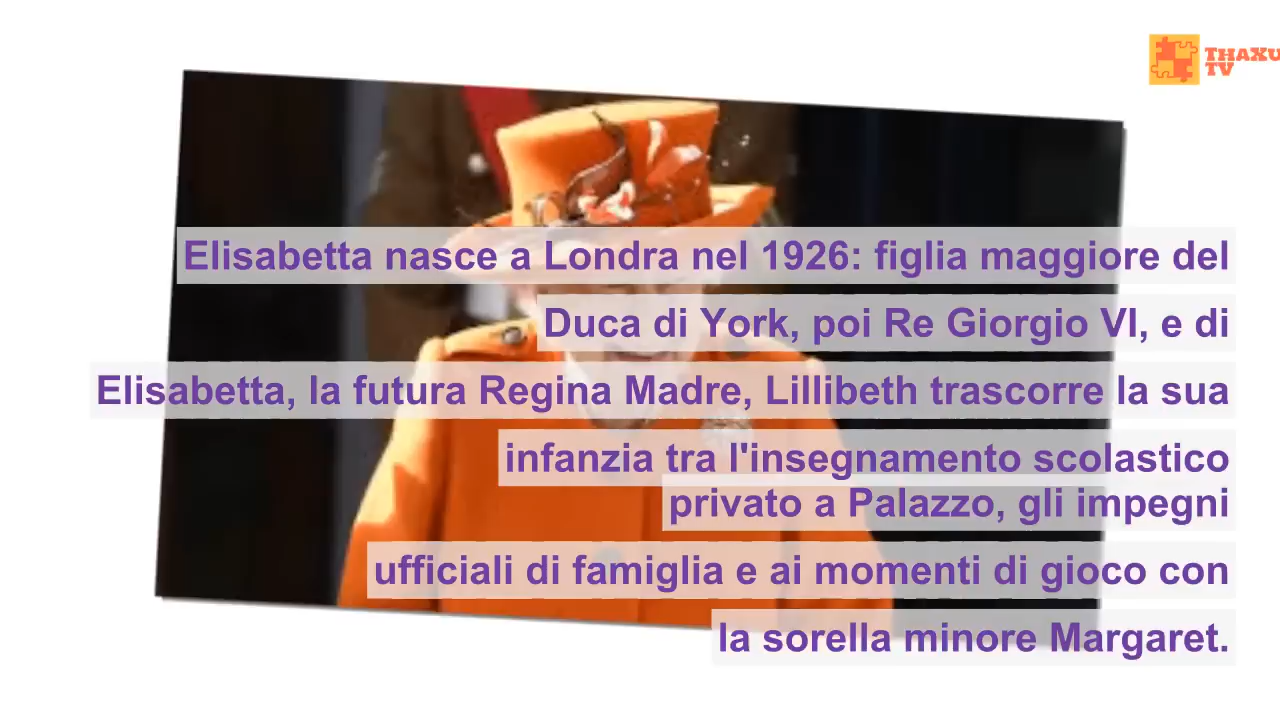 THAXU
TV
Elisabetta nasce a Londra nel 1926: figlia maggiore del
Duca di York, poi Re Giorgio VI, e di
Elisabetta, la futura Regina Madre, Lillibeth trascorre la sua
infanzia tra l'insegnamento scolastico
privato a Palazzo, gli impegni
ufficiali di famiglia e ai momenti di gioco con
la sorella minore Margaret.